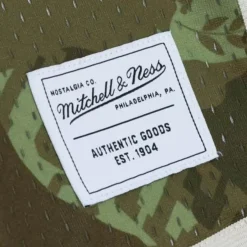 NOSTALGIA CO.
Mitchell & Ness
PHILADELPHIA, PA.
AUTHENTIC GOODS
EST. 1904